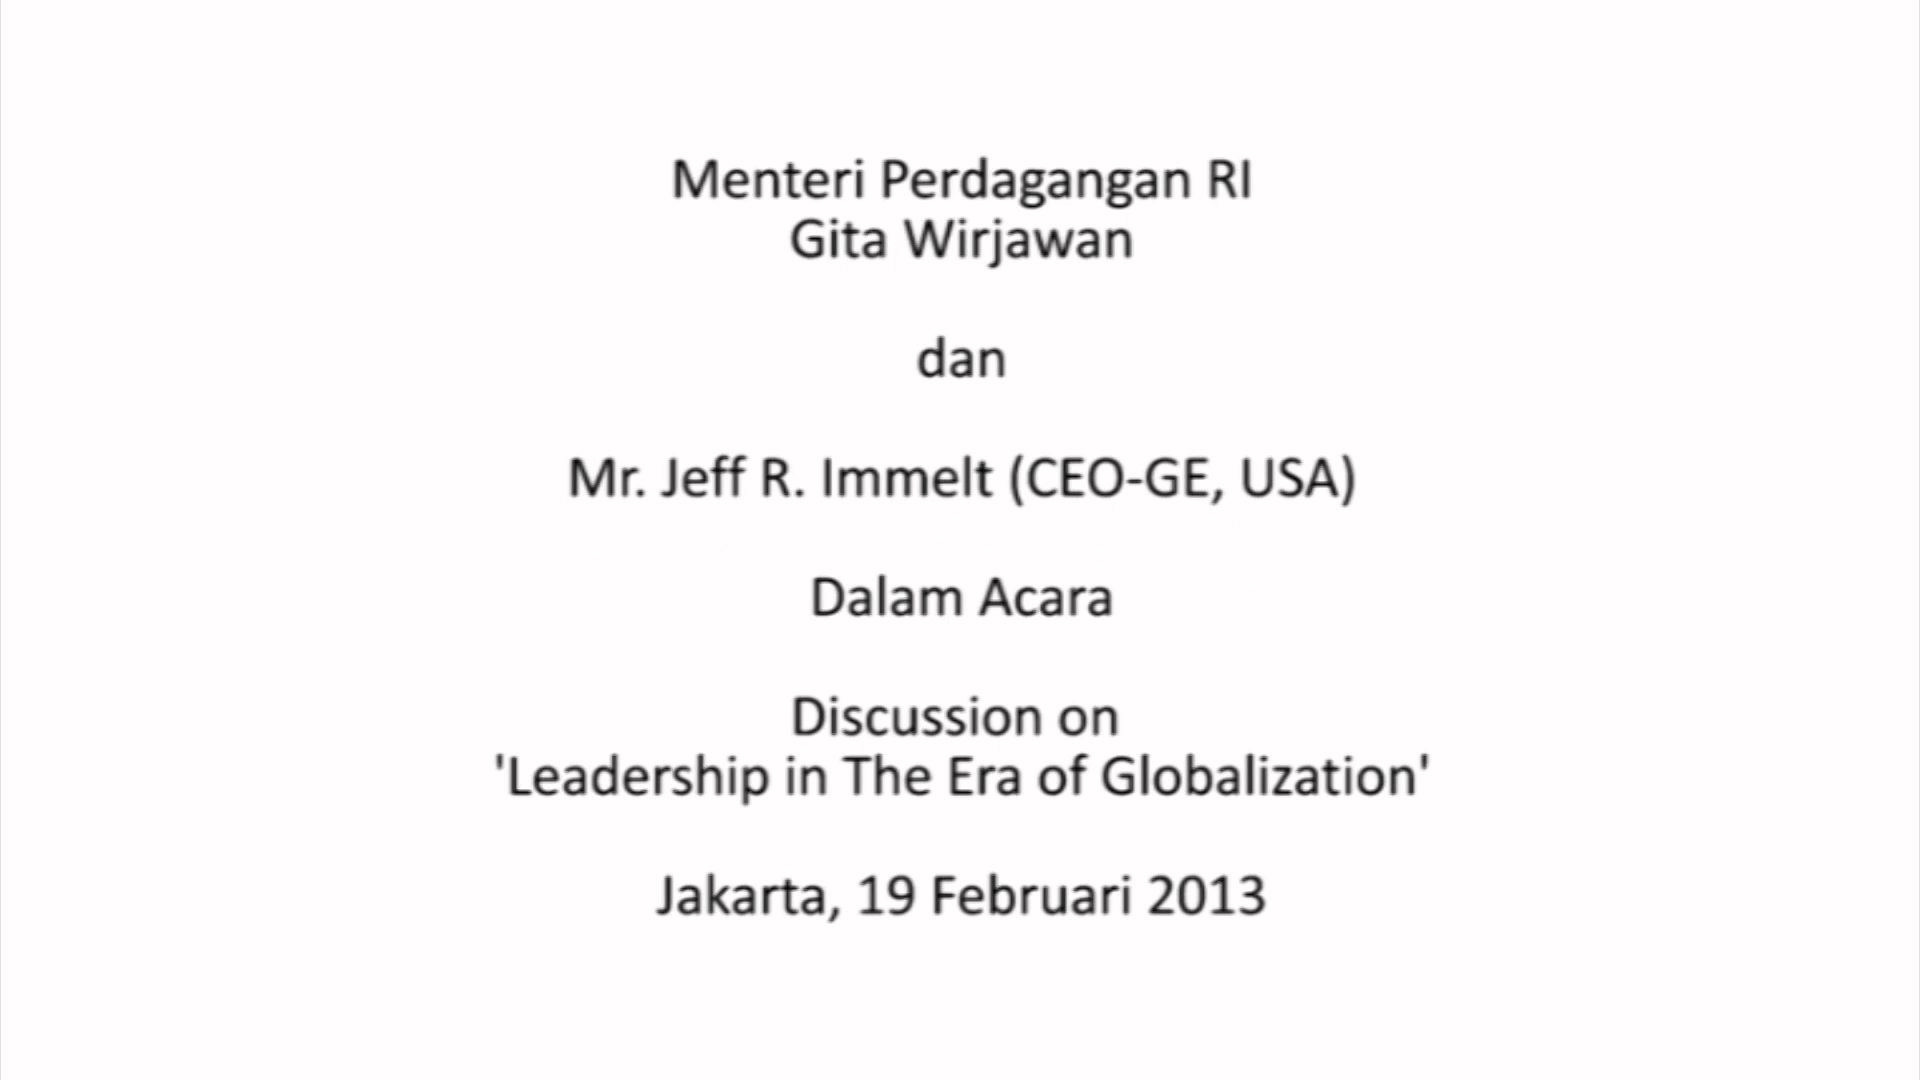 Menteri Perdagangan RI
Gita Wirjawan
dan
Mr. Jeff R. Immelt (CEO-GE, USA)
Dalam Acara
Discussion on
'Leadership in The Era of Globalization'
Jakarta, 19 Februari 2013